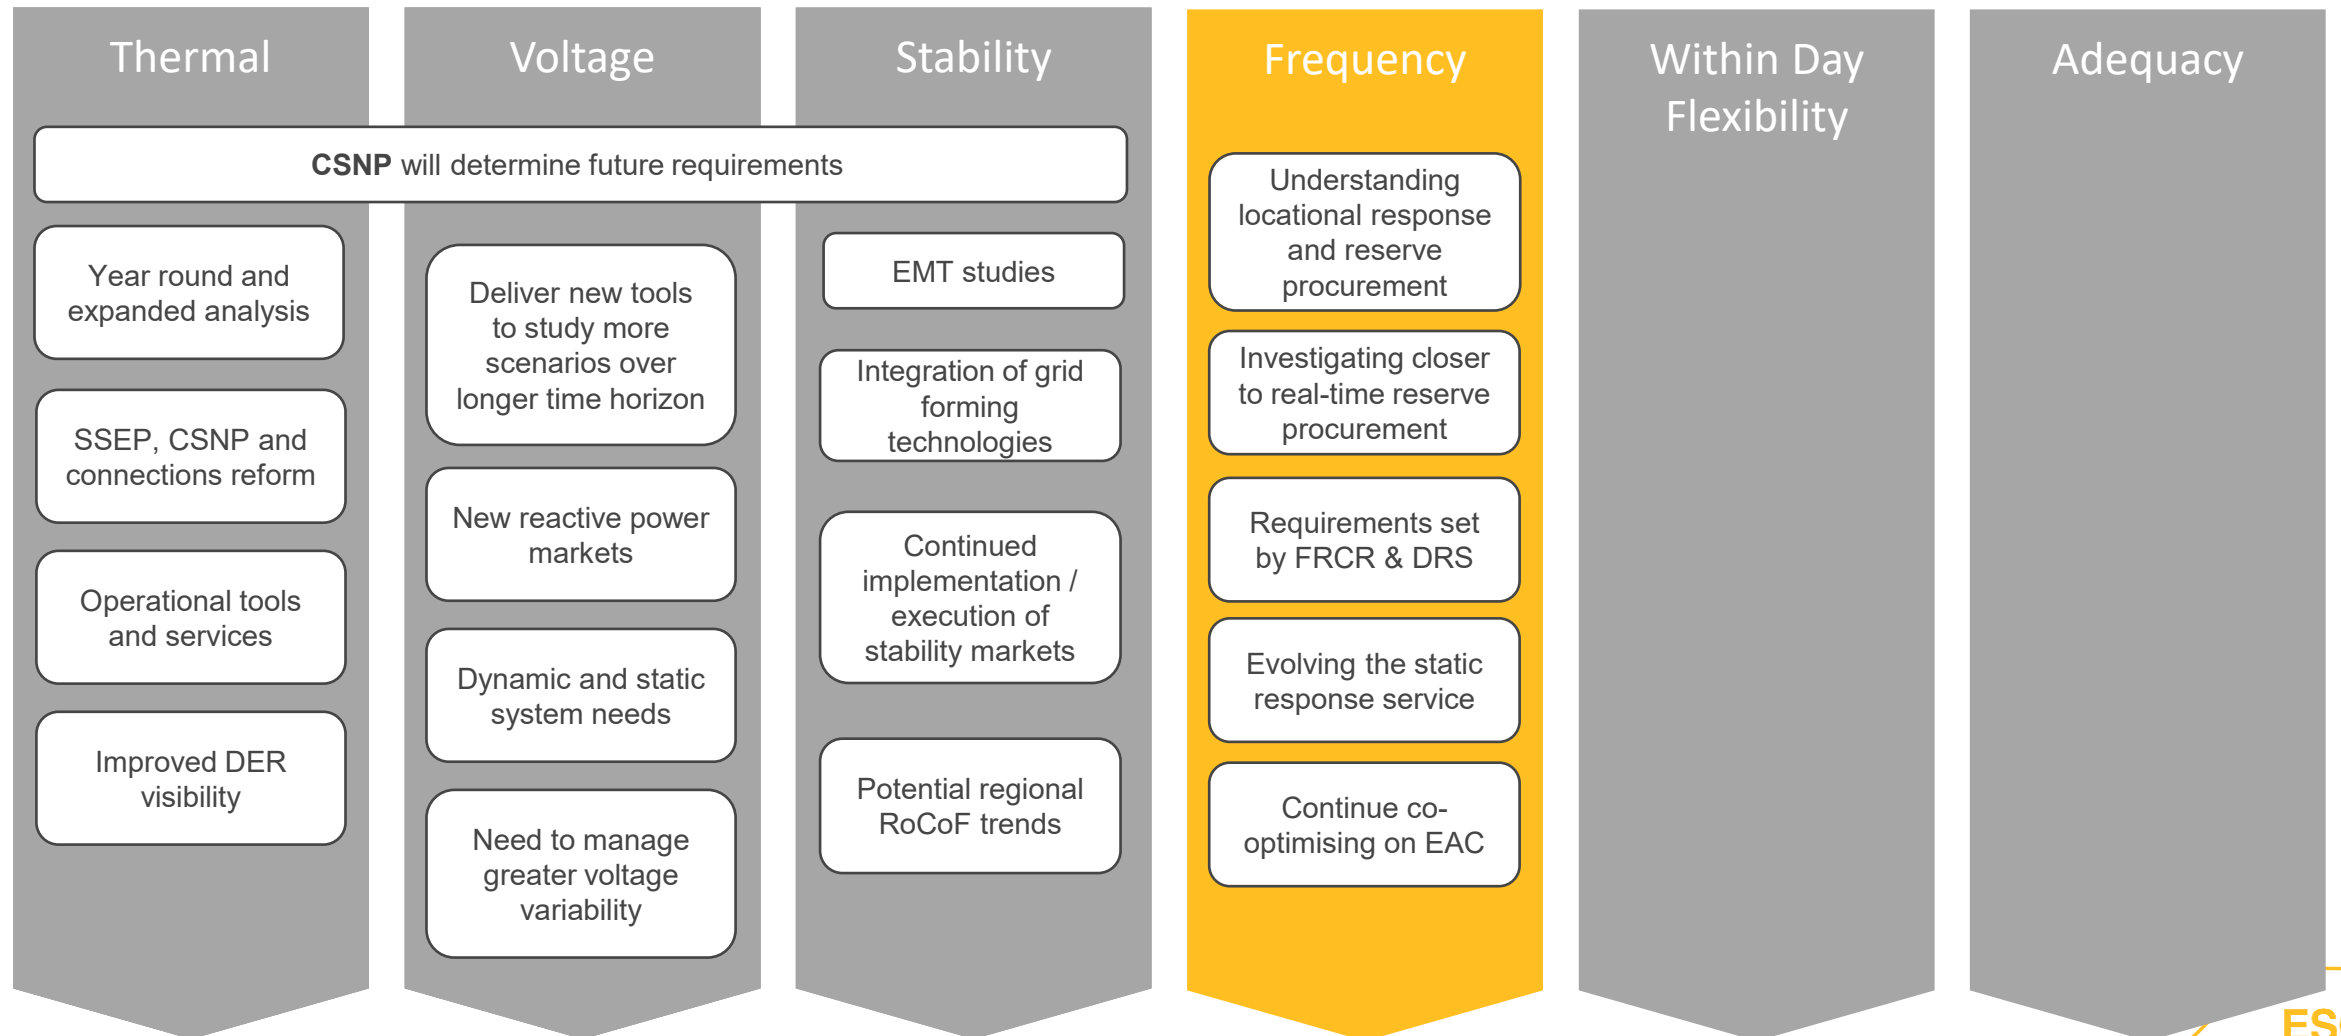 Thermal
CSNP will determine future requirements
Year round and
expanded analysis
SSEP, CSNP and
connections reform
Operational tools
and services
Improved DER
visibility
Voltage
Deliver new tools
to study more
scenarios over
longer time horizon
New reactive power
markets
Dynamic and static
system needs
Need to manage
greater voltage
variability
Stability
EMT studies
Integration of grid
forming
technologies
Continued
implementation /
execution of
stability markets
Potential regional
RoCoF trends
Frequency
Understanding
locational response
and reserve
procurement
Investigating closer
to real-time reserve
procurement
Requirements set
by FRCR & DRS
Evolving the static
response service
Continue co-
optimising on EAC
Within Day
Flexibility
Adequacy